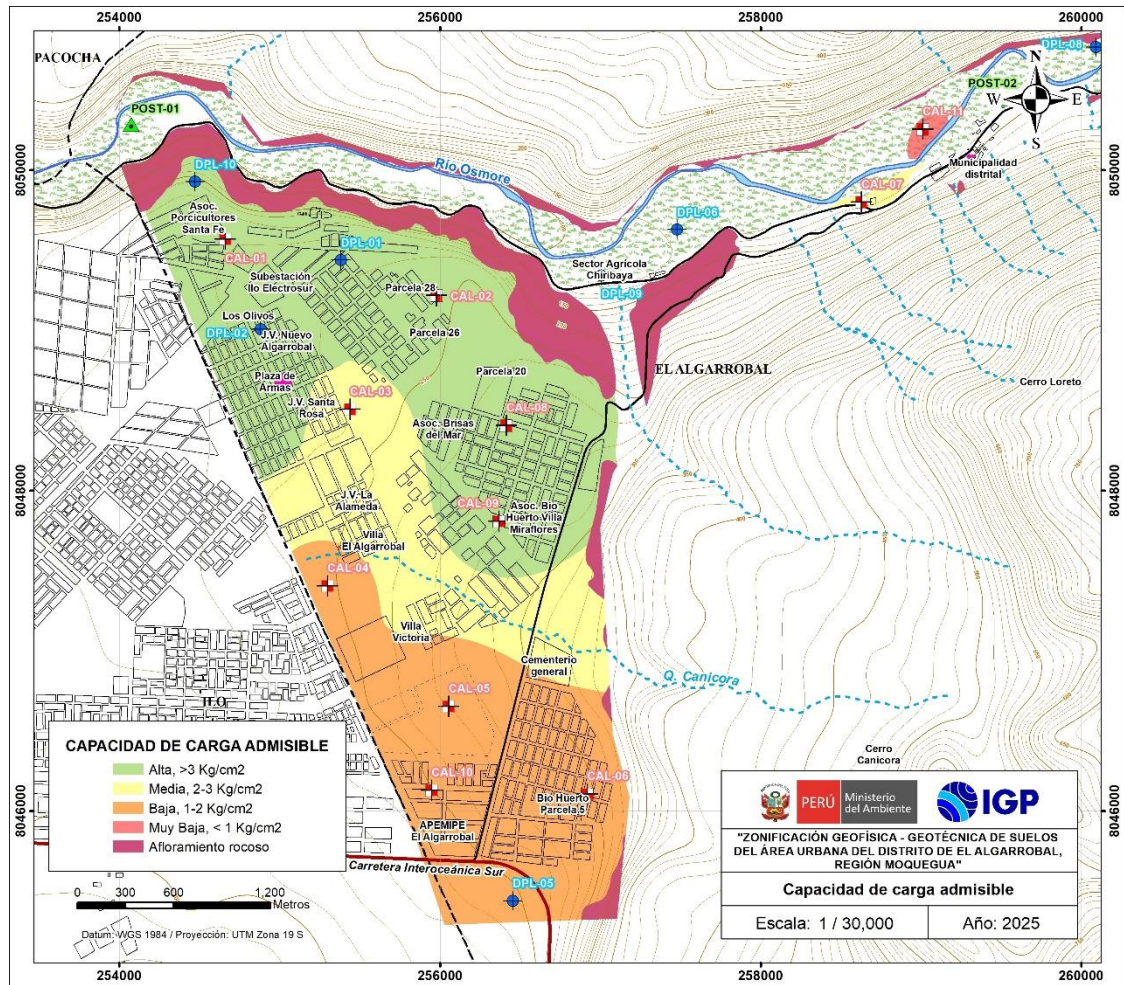 254000 256000 258000 260000
PACOCHA
DPL-08
N
POST-02
W E
POST-01
S
CAL-11
8050000 8050000
Río Osmore
Municipalidad
distrital
DPL-10
CAL-07
Asoc.
Porcicultores
Santa Fe
DPL-06
CAL-01
DPL-01
Sector Agrícola
Chiribaya
Subestación
Ilo Electrosur
Parcela 28
CAL-02
DPL-09
Los Olivos
DPL-02
J.V. Nuevo
Algarrobal
Parcela 26
Plaza de
Armas
Parcela 20
EL ALGARROBAL
Cerro Loreto
CAL-03
J.V. Santa
Rosa
CAL-08
Asoc. Brisas
del Mar
8048000 8048000
J.V. La
Alameda
CAL-09
Asoc. Bio
Huerto Villa
Miraflores
Villa
El Algarrobal
CAL-04
Villa
Victoria
Cementerio
general
Q. Canicora
CAL-05
ILO
Cerro
Canicora
CAL-10
CAL-06
Bio Huerto
Parcela 5
8046000 8046000
APEMIPE
El Algarrobal
Carretera Interoceánica Sur
DPL-05
CAPACIDAD DE CARGA ADMISIBLE
Alta, >3 Kg/cm2
Media, 2-3 Kg/cm2
Baja, 1-2 Kg/cm2
Muy Baja, < 1 Kg/cm2
Afloramiento rocoso
0 300 600 1,200
Metros
Datum: WGS 1984 / Proyección: UTM Zona 19 S
PERÚ
Ministerio
del Ambiente
IGP
"ZONIFICACIÓN GEOFÍSICA - GEOTÉCNICA DE SUELOS
DEL ÁREA URBANA DEL DISTRITO DE EL ALGARROBAL,
REGIÓN MOQUEGUA"
Capacidad de carga admisible
Escala: 1 / 30,000
Año: 2025
254000 256000 258000 260000